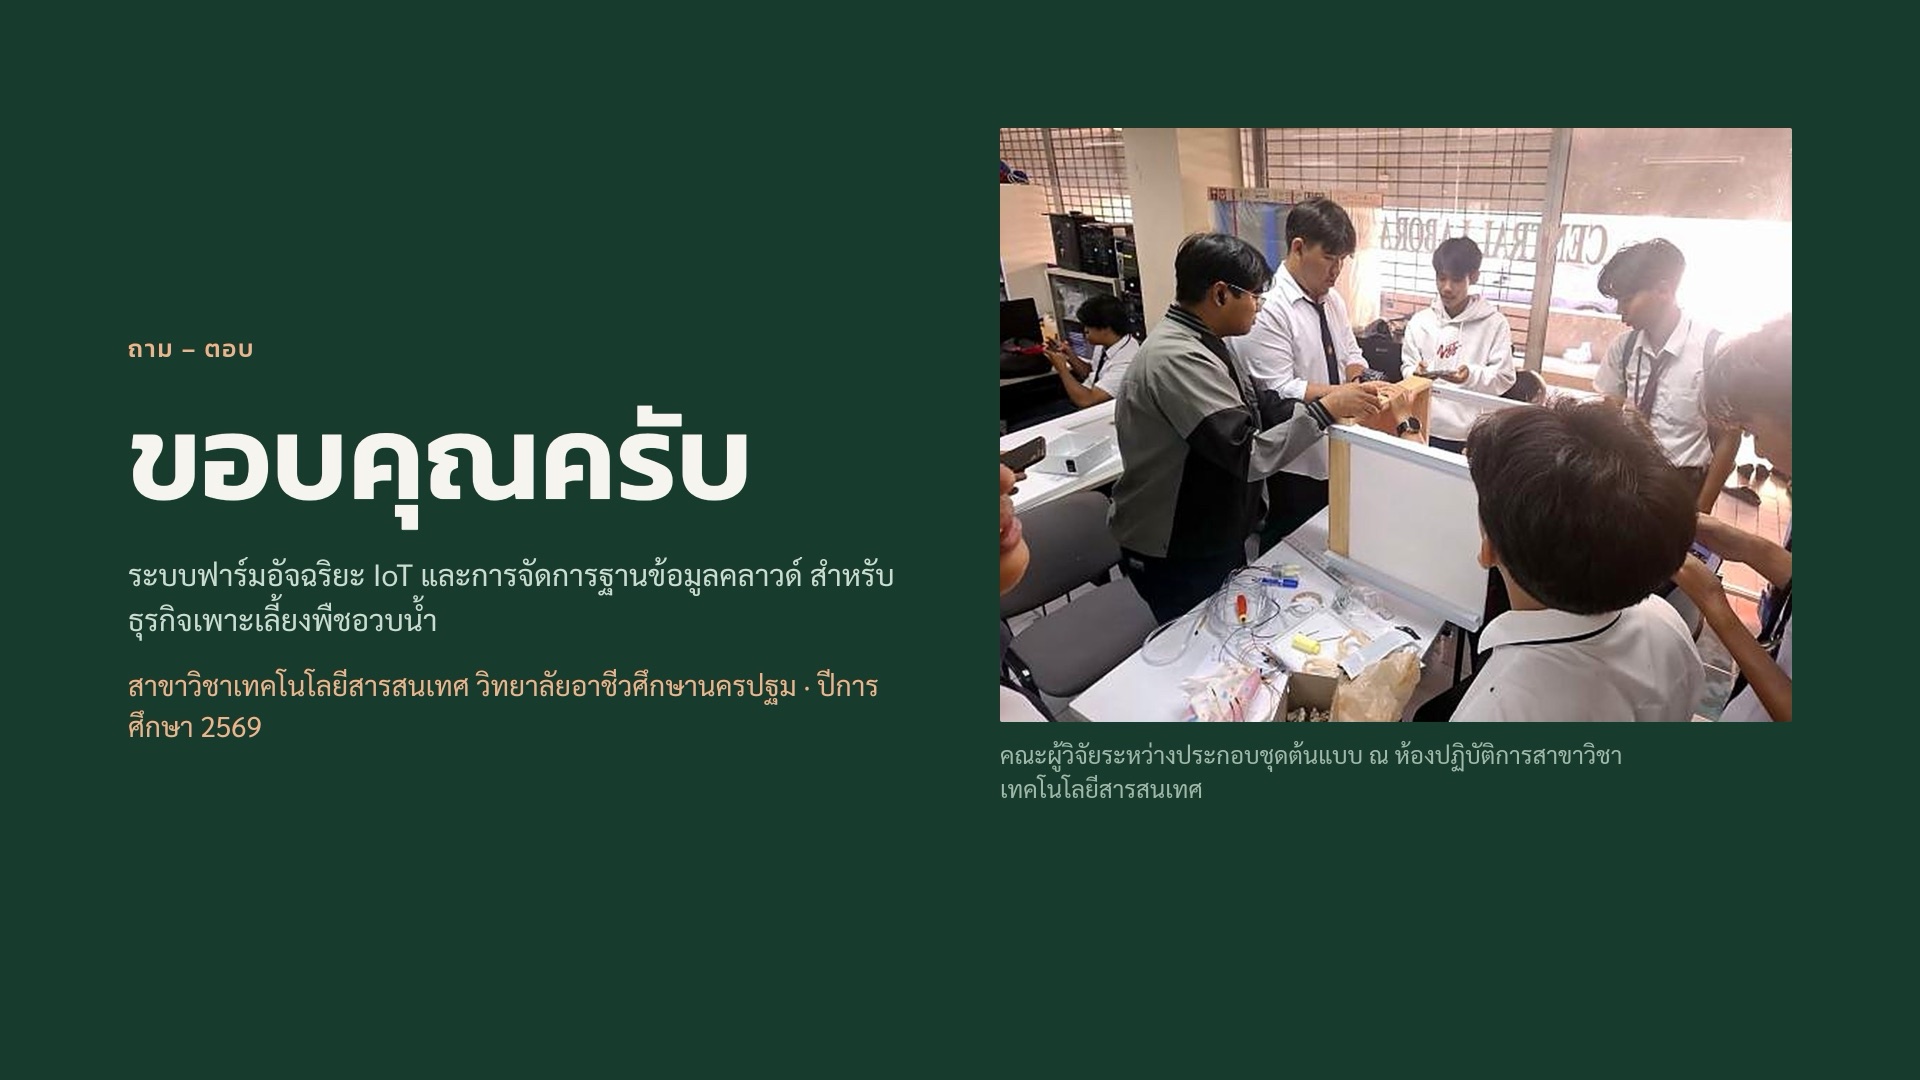 ถาม – ตอบ
ขอบคุณครับ
ระบบฟาร์มอัจฉริยะ IoT และการจัดการฐานข้อมูลคลาวด์ สำหรับ
ธุรกิจเพาะเลี้ยงพืชอวบน้ำ
สาขาวิชาเทคโนโลยีสารสนเทศ วิทยาลัยอาชีวศึกษานครปฐม · ปีการ
ศึกษา 2569
CENTRAL LABORA
คณะผู้วิจัยระหว่างประกอบชุดต้นแบบ ณ ห้องปฏิบัติการสาขาวิชา
เทคโนโลยีสารสนเทศ